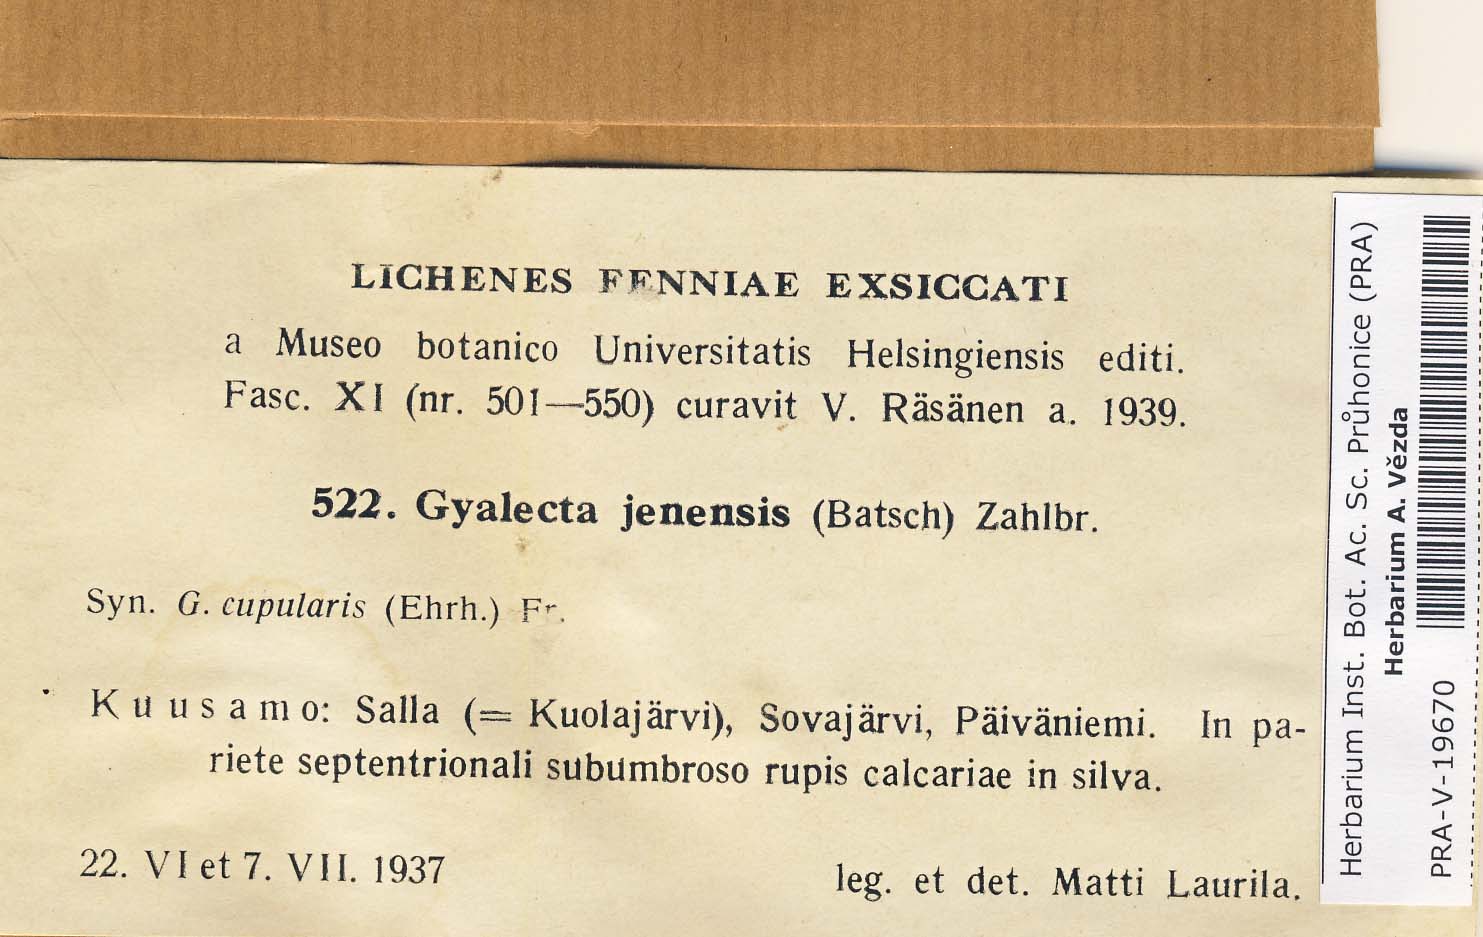 LICHENES FENNIAE EXSICCATI
a Museo botanico Universitatis Helsingiensis editi.
Fasc. XI (nr. 501—550) curavit V. Räsänen a. 1939.
522. Gyalecta jenensis (Batsch) Zahlbr.
Syn. G. cupularis (Ehrh.) Fr.
Kuusamo: Salla (= Kuolajärvi), Sovajärvi, Päiväniemi. In pa-
riete septentrionali subumbroso rupis calcariae in silva.
22. VI et 7. VII. 1937
leg. et det. Matti Laurila.
Herbarium Inst. Bot. Ac. Sc. Průhonice (PRA)
Herbarium A. Vězda
PRA-V-19670